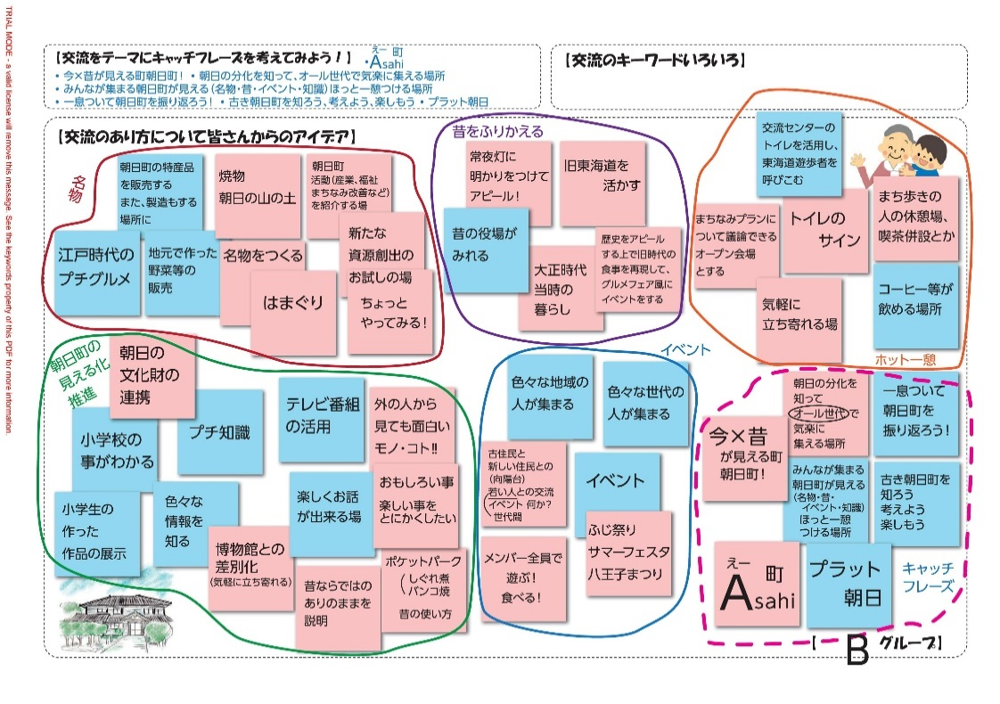 TRIAL MODE - a valid license will remove this message. See the keywords property of this PDF for more information.
【交流をテーマにキャッチフレーズを考えてみよう！】
・Asahi
えー 町
・今×昔が見える町朝日町！ ・朝日の分化を知って、オール世代で気楽に集える場所
・みんなが集まる朝日町が見える（名物・昔・イベント・知識）ほっと一憩つける場所
・一息ついて朝日町を振り返ろう！ ・古き朝日町を知ろう、考えよう、楽しもう ・プラット朝日
【交流のキーワードいろいろ】
【交流のあり方について皆さんからのアイデア】
名物
朝日町の特産品
を販売する
また、製造もする
場所に
焼物
朝日の山の土
朝日町
活動（産業、福祉
まちなみ改善など）
を紹介する場
江戸時代の
プチグルメ
地元で作った
野菜等の
販売
名物をつくる
はまぐり
新たな
資源創出の
お試しの場
ちょっと
やってみる！
昔をふりかえる
常夜灯に
明かりをつけて
アピール！
旧東海道を
活かす
昔の役場が
みれる
大正時代
当時の
暮らし
歴史をアピール
する上で旧時代の
食事を再現して、
グルメフェア風に
イベントをする
交流センターの
トイレを活用し、
東海道遊歩者を
呼びこむ
まちなみプランに
ついて議論できる
オープン会場
とする
トイレの
サイン
まち歩きの
人の休憩場、
喫茶併設とか
気軽に
立ち寄れる場
コーヒー等が
飲める場所
ホット一憩
朝日町の
見える化
推進
朝日の
文化財の
連携
小学校の
事がわかる
プチ知識
テレビ番組
の活用
外の人から
見ても面白い
モノ・コト!!
小学生の
作った
作品の展示
色々な
情報を
知る
楽しくお話
が出来る場
おもしろい事
楽しい事を
とにかくしたい
博物館との
差別化
（気軽に立ち寄れる）
昔ならではの
ありのままを
説明
ポケットパーク
（しぐれ煮
バンコ焼
昔の使い方
イベント
色々な地域の
人が集まる
色々な世代の
人が集まる
古住民と
新しい住民との
（向陽台）
若い人との交流
（イベント 何か？
世代間
イベント
メンバー全員で
遊ぶ！
食べる！
ふじ祭り
サマーフェスタ
八王子まつり
朝日の分化を
知って
オール世代で
気楽に
集える場所
一息ついて
朝日町を
振り返ろう！
今×昔
が見える町
朝日町！
みんなが集まる
朝日町が見える
（名物・昔・
イベント・知識）
ほっと一憩
つける場所
古き朝日町を
知ろう
考えよう
楽しもう
えー 町
Asahi
プラット
朝日
キャッチ
フレーズ
【 B グループ】